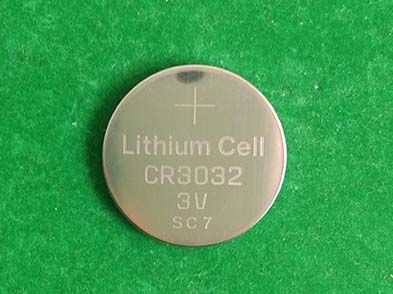 +
Lithium Cell
CR3032
3V
SC7